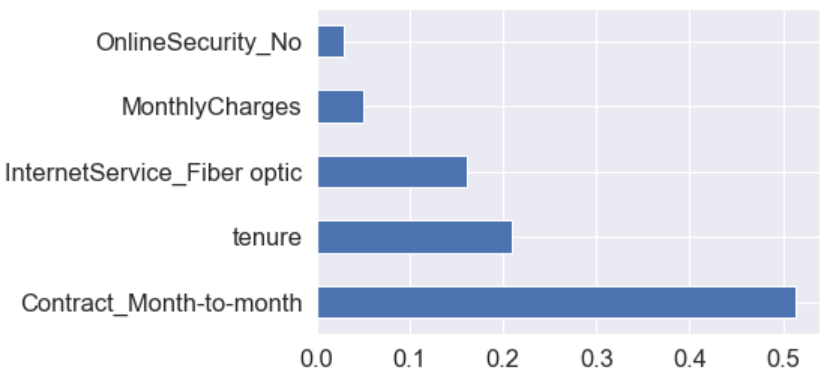 OnlineSecurity_No
MonthlyCharges
InternetService_Fiber optic
tenure
Contract_Month-to-month
0.0 0.1 0.2 0.3 0.4 0.5